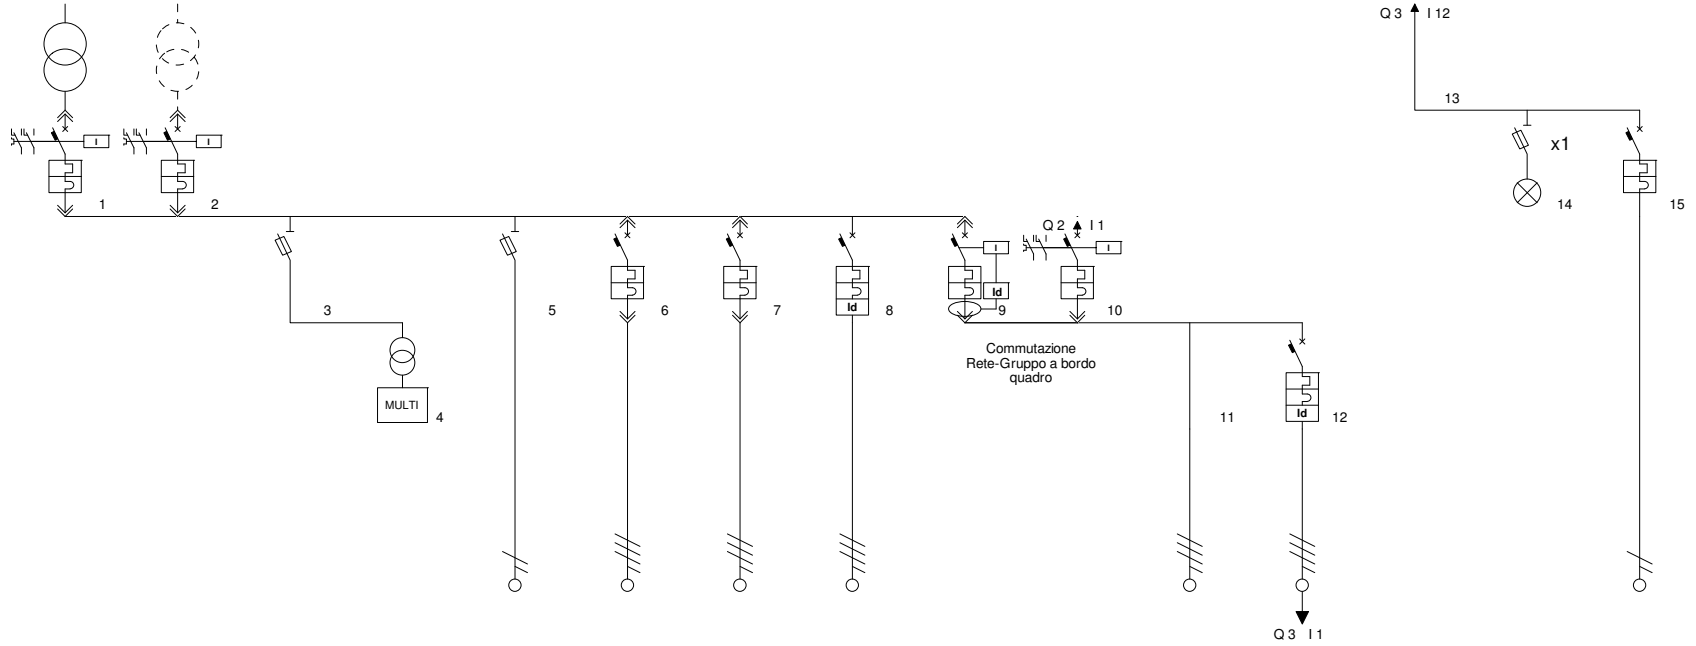 Q 3 I 12
13
I
I
x1
1
2
14
15
Q 2 I 1
I
I
Id
Id
3
5
6
7
8
9
10
Commutazione
Rete-Gruppo a bordo
quadro
MULTI
4
11
Id
12
Q 3 I 1